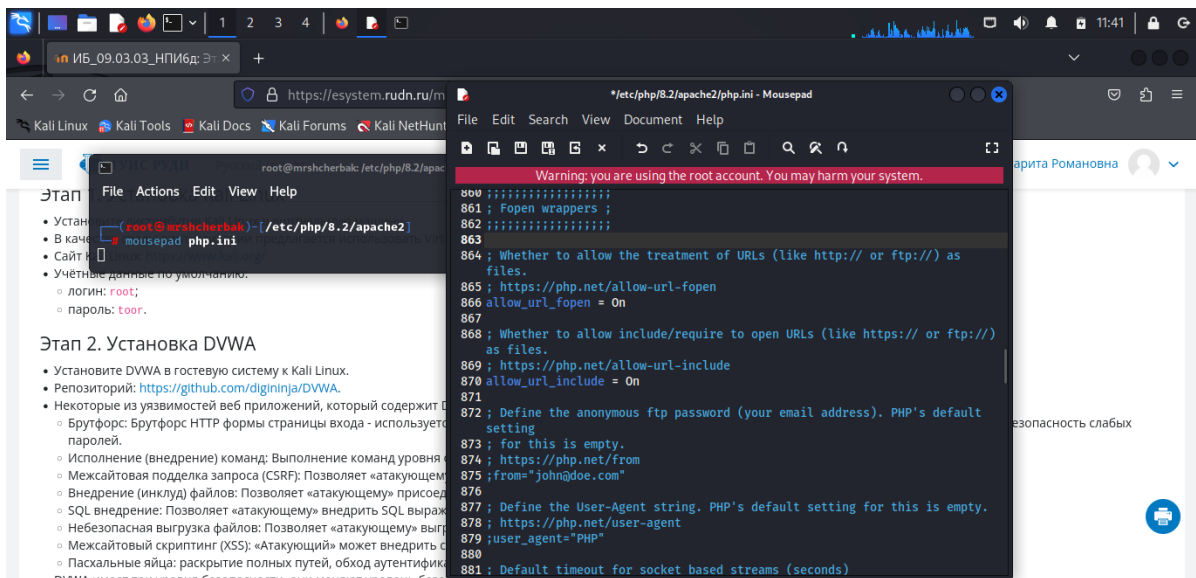 1 2 3 4
11:41
ИБ_09.03.03_НПИбд: Эт
https://esystem.rudn.ru/m
Kali Linux Kali Tools Kali Docs Kali Forums Kali NetHunt
арита Романовна
Этап 1. Установка Kali Linux
• Устан
• В каче
• Сайт
• Учётные данные по умолчанию:
◦ логин: root;
◦ пароль: toor.
Этап 2. Установка DVWA
• Установите DVWA в гостевую систему к Kali Linux.
• Репозиторий: https://github.com/digininja/DVWA.
• Некоторые из уязвимостей веб приложений, который содержит D
◦ Брутфорс: Брутфорс HTTP формы страницы входа - используетс
езопасность слабых
паролей.
◦ Исполнение (внедрение) команд: Выполнение команд уровня
◦ Межсайтовая подделка запроса (CSRF): Позволяет «атакующем
◦ Внедрение (инклуд) файлов: Позволяет «атакующему» присоед
◦ SQL внедрение: Позволяет «атакующему» внедрить SQL выраж
◦ Небезопасная выгрузка файлов: Позволяет «атакующему» выгр
◦ Межсайтовый скриптинг (XSS): «Атакующий» может внедрить с
◦ Пасхальные яйца: раскрытие полных путей, обход аутентифика
root@mrshcherbak: /etc/php/8.2/apac
File Actions Edit View Help
(root㉿mrshcherbak)-[/etc/php/8.2/apache2]
# mousepad php.ini
*/etc/php/8.2/apache2/php.ini - Mousepad
File Edit Search View Document Help
Warning: you are using the root account. You may harm your system.
860 ;;;;;;;;;;;;;;;;;;
861 ; Fopen wrappers ;
862 ;;;;;;;;;;;;;;;;;;
863
864 ; Whether to allow the treatment of URLs (like http:// or ftp://) as
files.
865 ; https://php.net/allow-url-fopen
866 allow_url_fopen = On
867
868 ; Whether to allow include/require to open URLs (like https:// or ftp://)
as files.
869 ; https://php.net/allow-url-include
870 allow_url_include = On
871
872 ; Define the anonymous ftp password (your email address). PHP's default
setting
873 ; for this is empty.
874 ; https://php.net/from
875 ;from="john@doe.com"
876
877 ; Define the User-Agent string. PHP's default setting for this is empty.
878 ; https://php.net/user-agent
879 ;user_agent="PHP"
880
881 ; Default timeout for socket based streams (seconds)